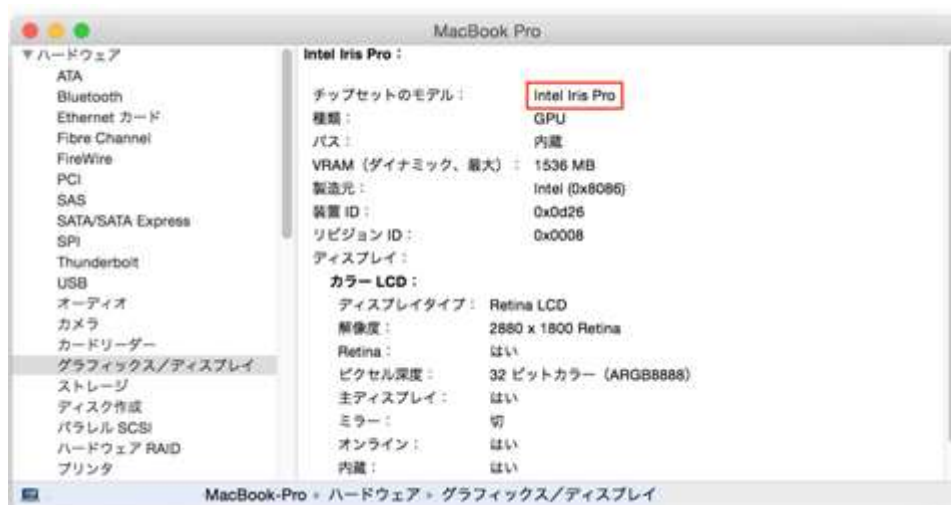 MacBook Pro
▼ハードウェア
ATA
Bluetooth
Ethernet カード
Fibre Channel
FireWire
PCI
SAS
SATA/SATA Express
SPI
Thunderbolt
USB
オーディオ
カメラ
カードリーダー
グラフィックス／ディスプレイ
ストレージ
ディスク作成
パラレル SCSI
ハードウェア RAID
プリンタ
Intel Iris Pro：
チップセットのモデル： Intel Iris Pro
種類： GPU
バス： 内蔵
VRAM（ダイナミック、最大）： 1536 MB
製造元： Intel (0x8086)
装置 ID： 0x0d26
リビジョン ID： 0x0008
ディスプレイ：
カラー LCD：
ディスプレイタイプ： Retina LCD
解像度： 2880 x 1800 Retina
Retina： はい
ピクセル深度： 32 ビットカラー（ARGB8888）
主ディスプレイ： はい
ミラー： 切
オンライン： はい
内蔵： はい
MacBook-Pro ▸ ハードウェア ▸ グラフィックス／ディスプレイ